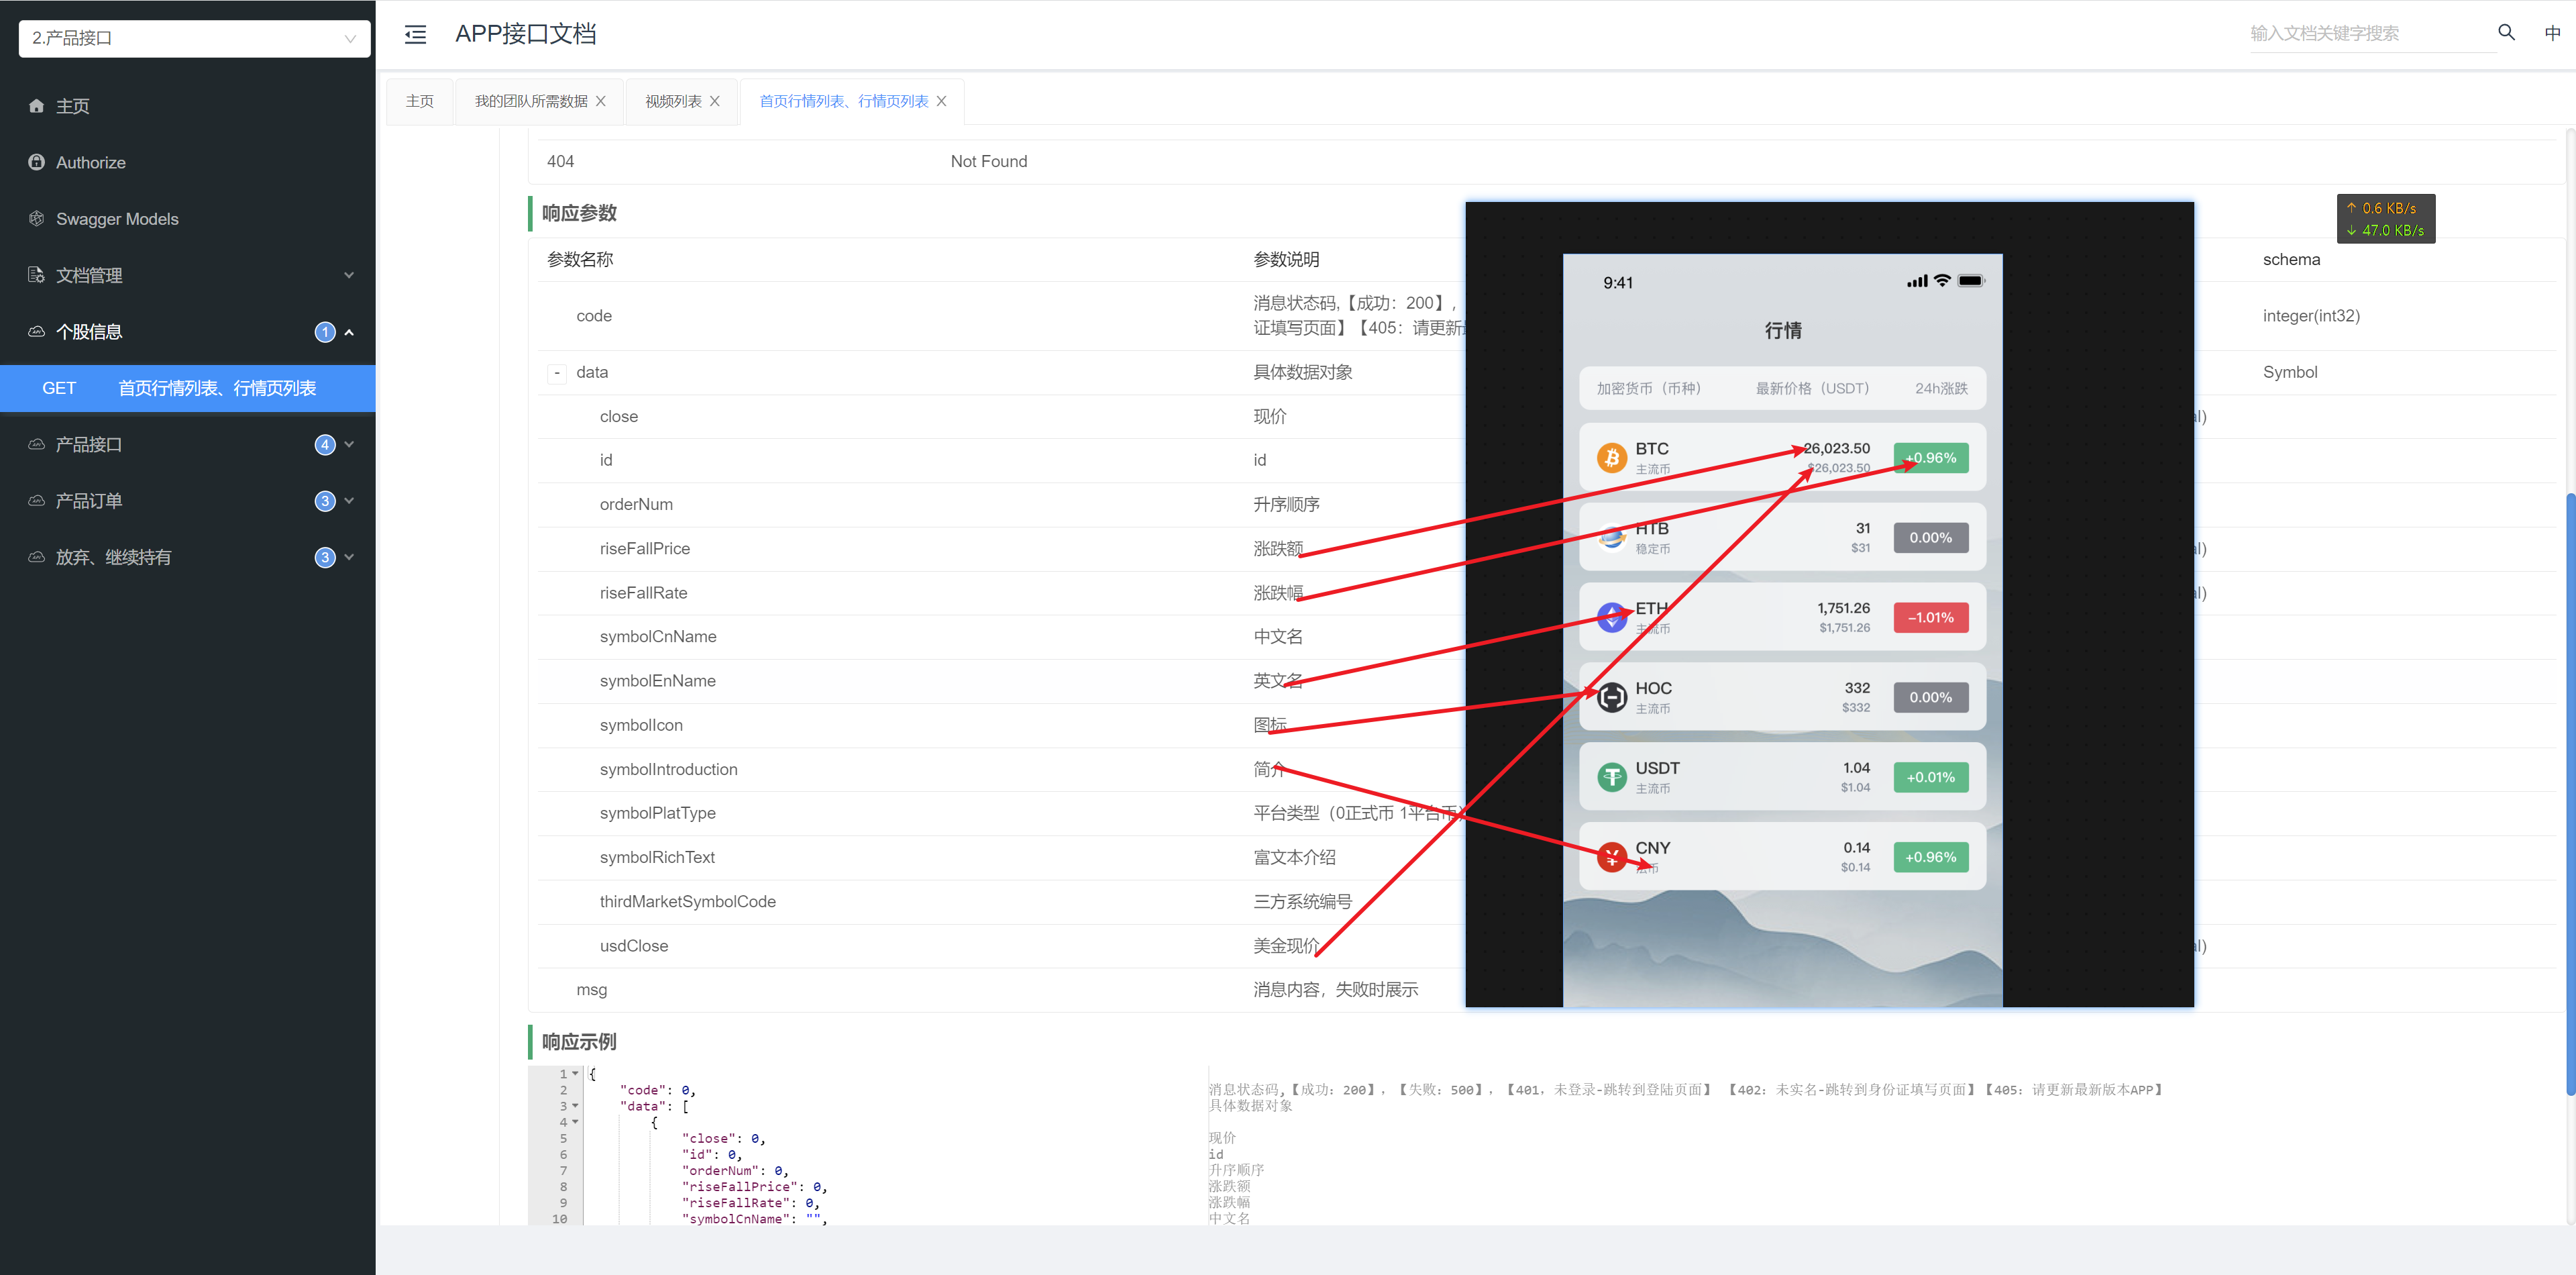 2.产品接口
APP接口文档
输入文档关键字搜索
中
主页
我的团队所需数据
视频列表
首页行情列表、行情页列表
主页
Authorize
Swagger Models
文档管理
个股信息
1
GET
首页行情列表、行情页列表
产品接口
4
产品订单
3
放弃、继续持有
3
404
Not Found
响应参数
参数名称
参数说明
schema
code
消息状态码,【成功：200】，
证填写页面】【405：请更新
integer(int32)
-
data
具体数据对象
Symbol
close
现价
al)
id
id
orderNum
升序顺序
riseFallPrice
涨跌额
al)
riseFallRate
涨跌幅
al)
symbolCnName
中文名
symbolEnName
英文名
symbolIcon
图标
symbolIntroduction
简介
symbolPlatType
平台类型（0正式币 1平台币）
symbolRichText
富文本介绍
thirdMarketSymbolCode
三方系统编号
usdClose
美金现价
al)
msg
消息内容，失败时展示
↑ 0.6 KB/s
↓ 47.0 KB/s
9:41
行情
加密货币（币种）
最新价格（USDT）
24h涨跌
BTC
主流币
26,023.50
$26,023.50
+0.96%
HTB
稳定币
31
$31
0.00%
ETH
主流币
1,751.26
$1,751.26
−1.01%
HOC
主流币
332
$332
0.00%
USDT
主流币
1.04
$1.04
+0.01%
CNY
法币
0.14
$0.14
+0.96%
响应示例
1 {
2 "code": 0,
消息状态码,【成功：200】，【失败：500】，【401，未登录-跳转到登陆页面】 【402：未实名-跳转到身份证填写页面】【405：请更新最新版本APP】
3 "data": [
具体数据对象
4 {
5 "close": 0,
现价
6 "id": 0,
id
7 "orderNum": 0,
升序顺序
8 "riseFallPrice": 0,
涨跌额
9 "riseFallRate": 0,
涨跌幅
10 "symbolCnName": "",
中文名